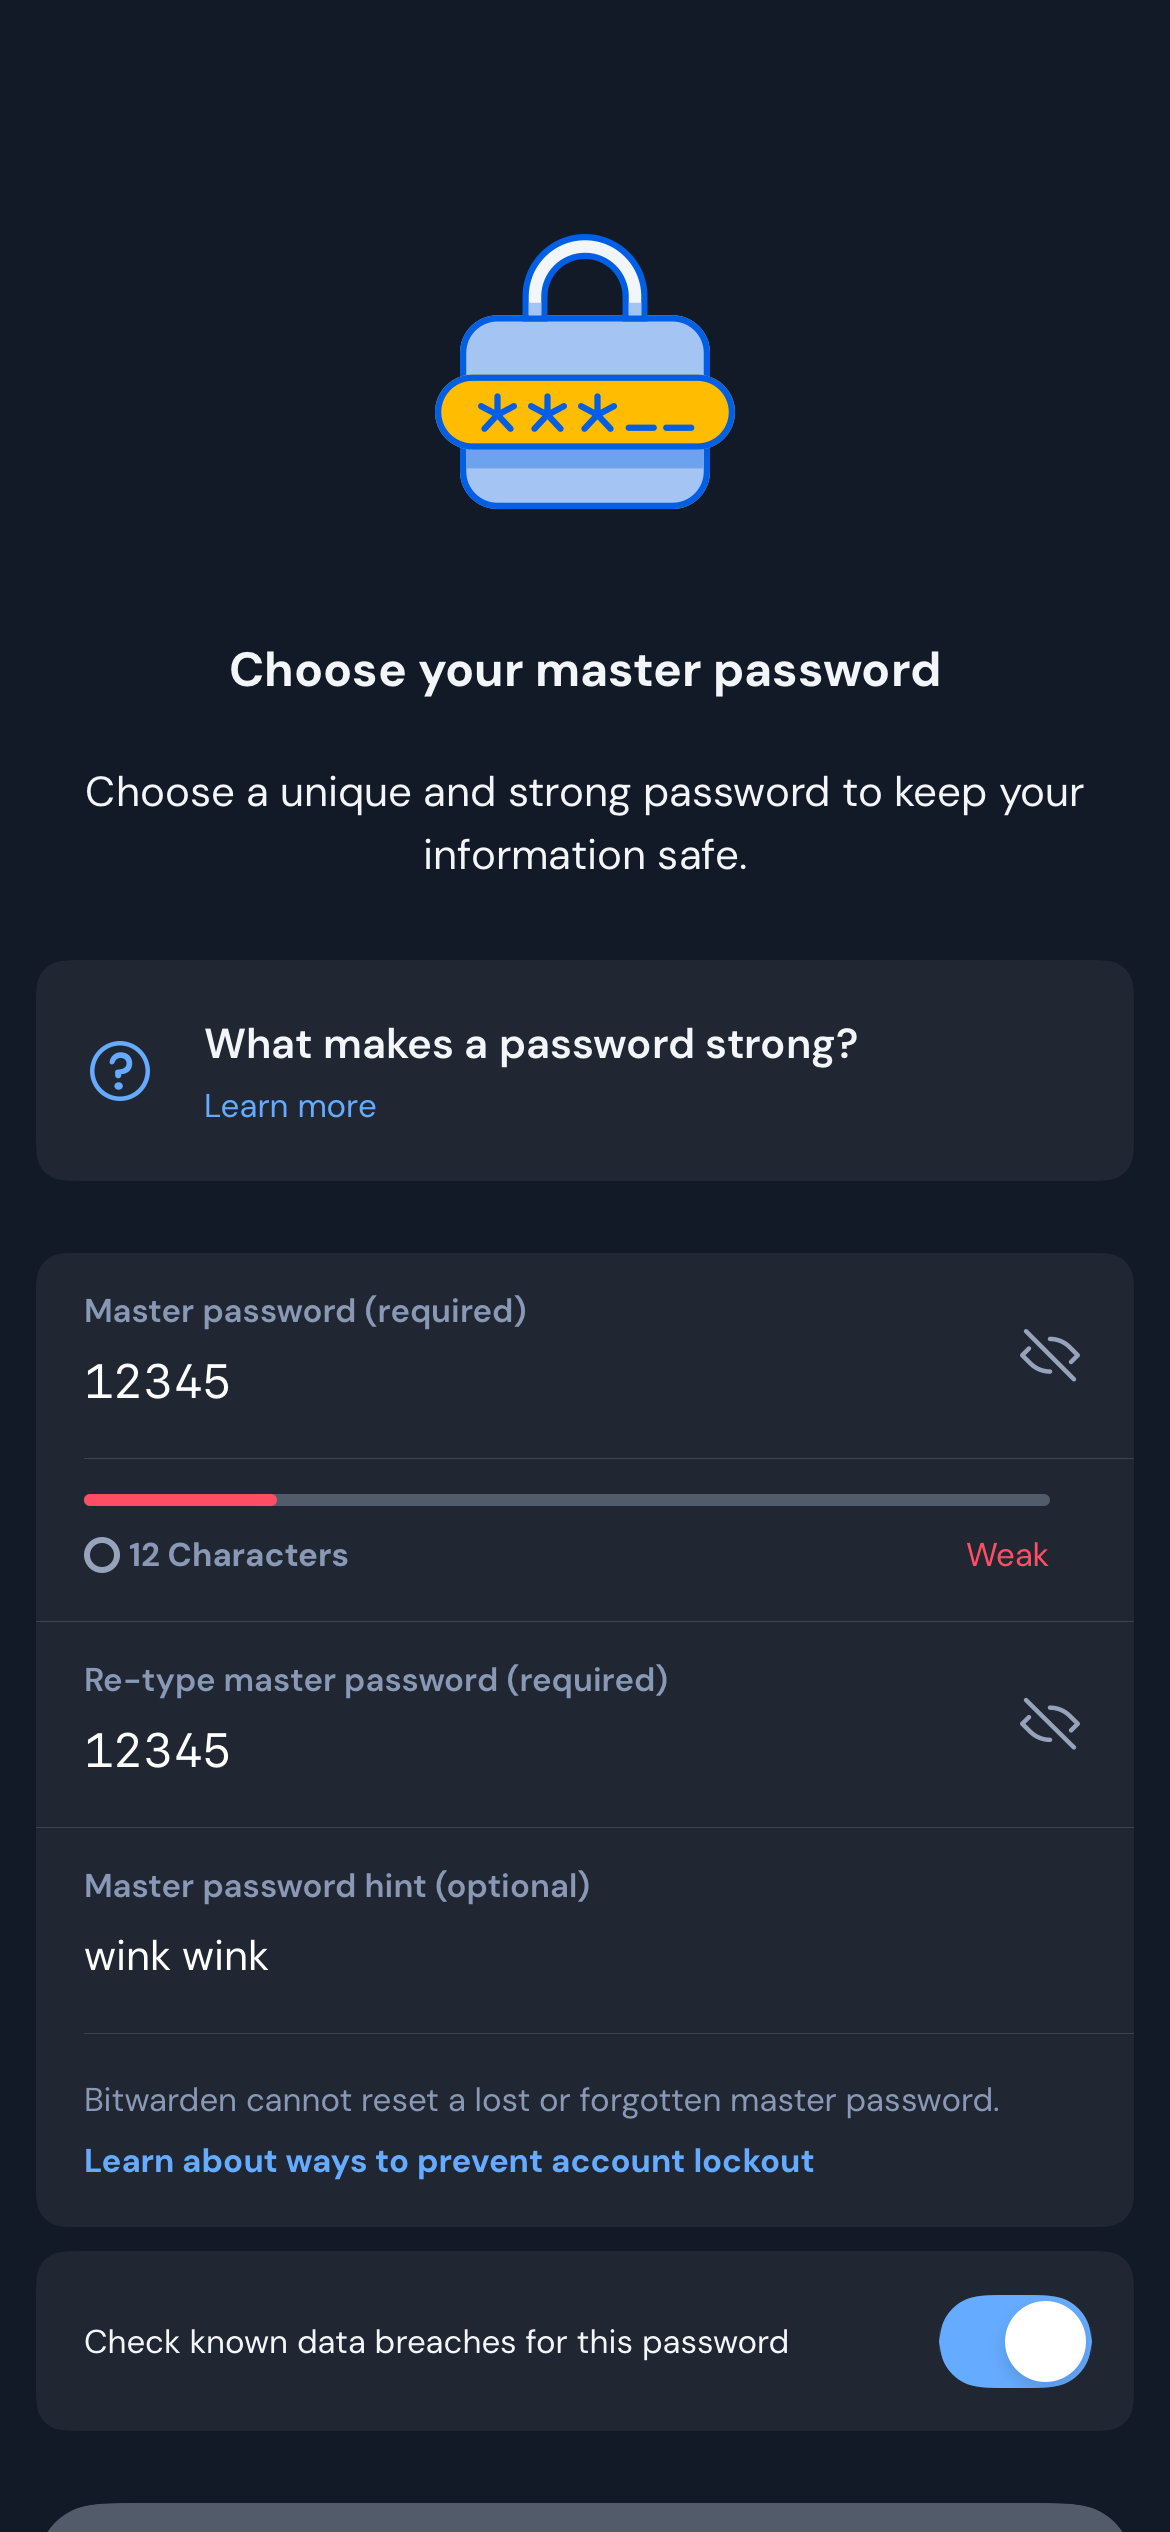 ***__
Choose your master password
Choose a unique and strong password to keep your
information safe.
What makes a password strong?
Learn more
Master password (required)
12345
12 Characters
Weak
Re-type master password (required)
12345
Master password hint (optional)
wink wink
Bitwarden cannot reset a lost or forgotten master password.
Learn about ways to prevent account lockout
Check known data breaches for this password